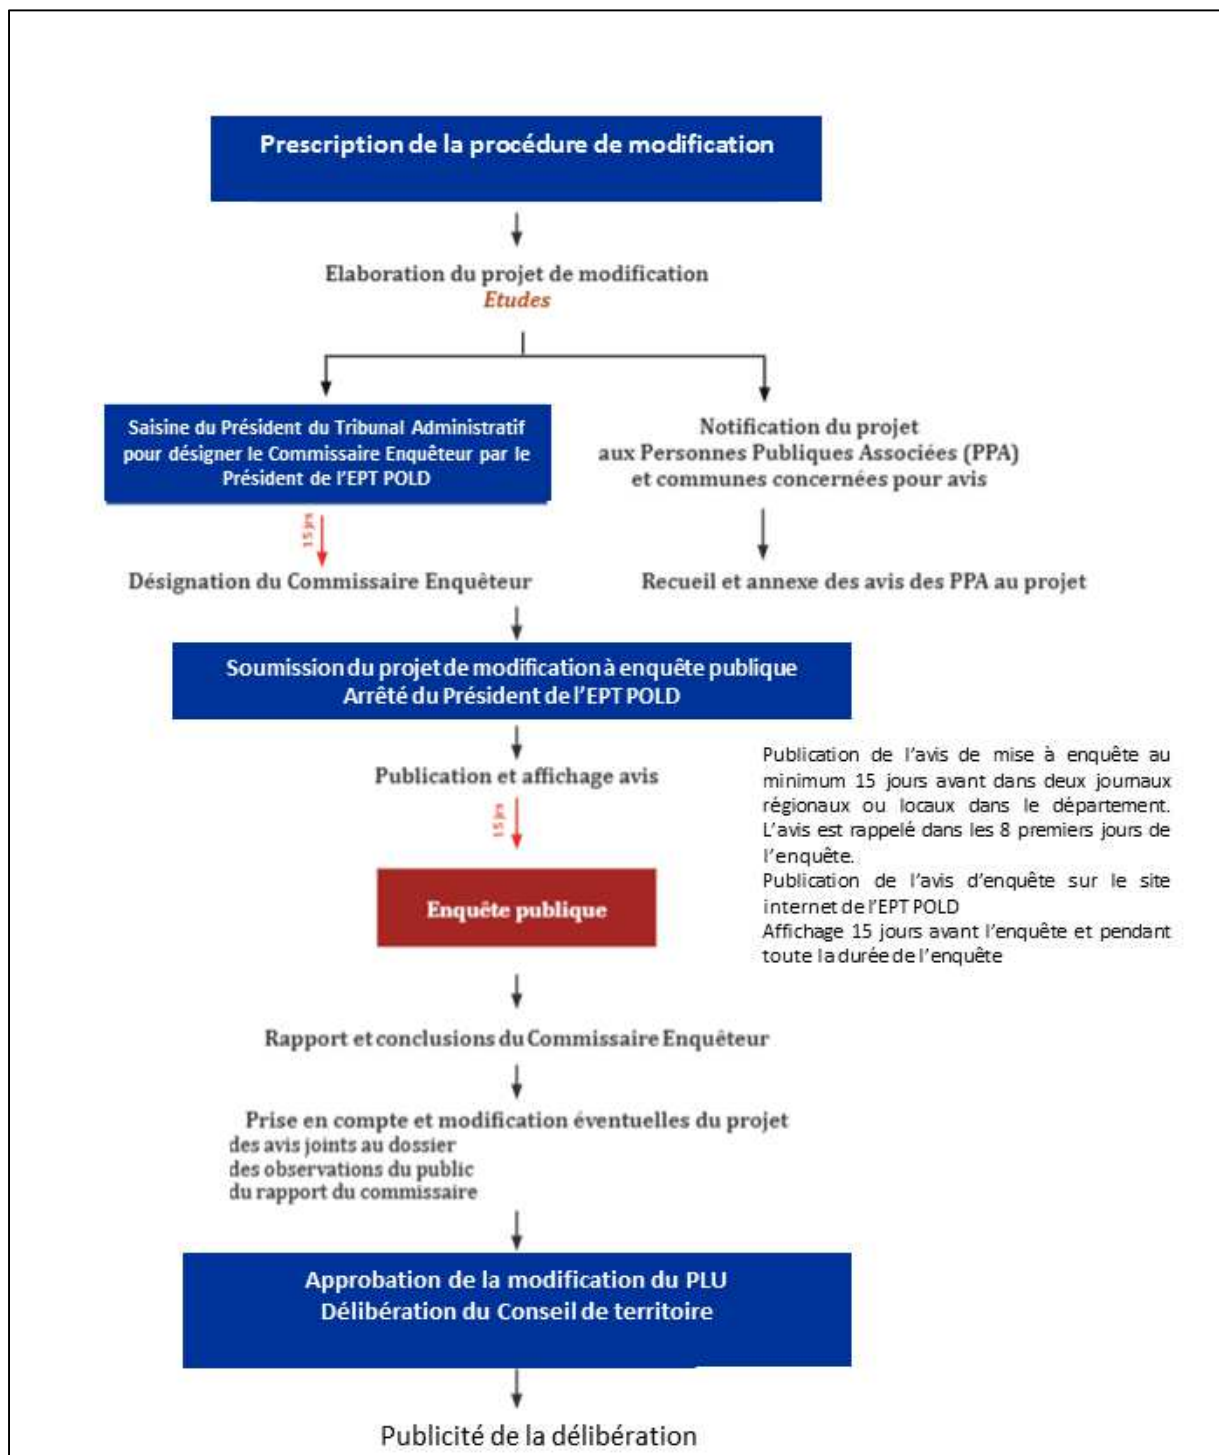 Prescription de la procédure de modification
Elaboration du projet de modification
Etudes
Saisine du Président du Tribunal Administratif
pour désigner le Commissaire Enquêteur par le
Président de l'EPT POLD
Notification du projet
aux Personnes Publiques Associées (PPA)
et communes concernées pour avis
15 jrs
Désignation du Commissaire Enquêteur
Recueil et annexe des avis des PPA au projet
Soumission du projet de modification à enquête publique
Arrêté du Président de l'EPT POLD
Publication et affichage avis
15 jrs
Publication de l'avis de mise à enquête au
minimum 15 jours avant dans deux journaux
régionaux ou locaux dans le département.
L'avis est rappelé dans les 8 premiers jours de
l'enquête.
Publication de l'avis d'enquête sur le site
internet de l'EPT POLD
Affichage 15 jours avant l'enquête et pendant
toute la durée de l'enquête
Enquête publique
Rapport et conclusions du Commissaire Enquêteur
Prise en compte et modification éventuelles du projet
des avis joints au dossier
des observations du public
du rapport du commissaire
Approbation de la modification du PLU
Délibération du Conseil de territoire
Publicité de la délibération